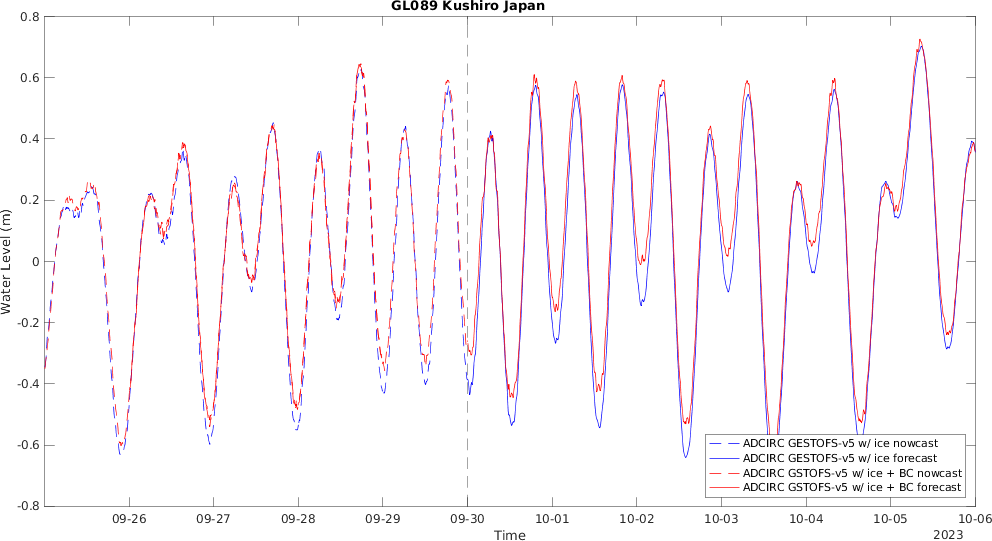 GL089 Kushiro Japan
0.8
0.6
0.4
0.2
0
-0.2
-0.4
-0.6
-0.8
Water Level (m)
ADCIRC GESTOFS-v5 w/ ice nowcast
ADCIRC GESTOFS-v5 w/ ice forecast
ADCIRC GSTOFS-v5 w/ ice + BC nowcast
ADCIRC GSTOFS-v5 w/ ice + BC forecast
09-26 09-27 09-28 09-29 09-30 10-01 10-02 10-03 10-04 10-05 10-06
Time
2023